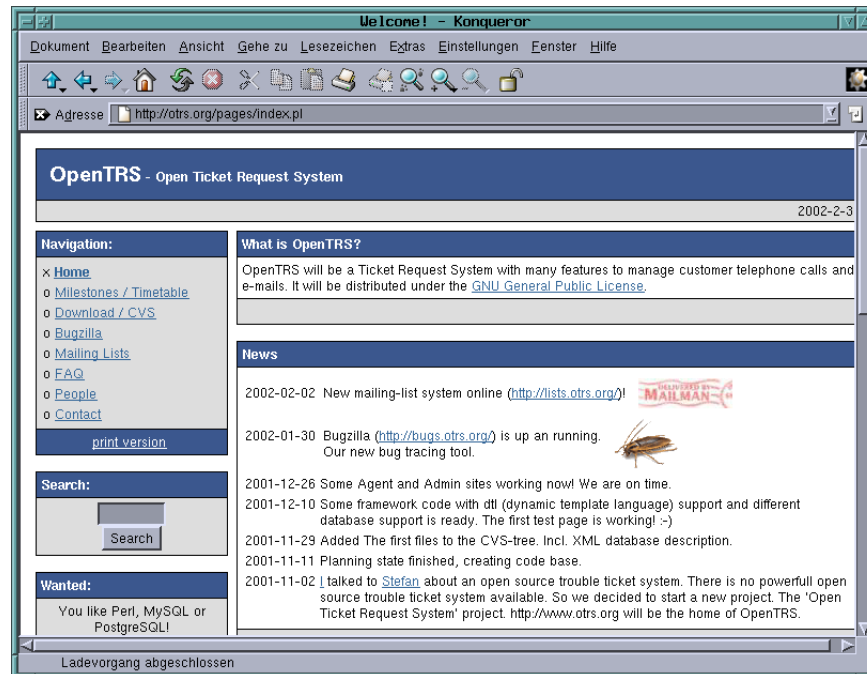 Welcome! - Konqueror
Dokument Bearbeiten Ansicht Gehe zu Lesezeichen Extras Einstellungen Fenster Hilfe
Adresse http://otrs.org/pages/index.pl
OpenTRS - Open Ticket Request System
2002-2-3
Navigation:
x Home
o Milestones / Timetable
o Download / CVS
o Bugzilla
o Mailing Lists
o FAQ
o People
o Contact
print version
Search:
Search
Wanted:
You like Perl, MySQL or
PostgreSQL!
What is OpenTRS?
OpenTRS will be a Ticket Request System with many features to manage customer telephone calls and
e-mails. It will be distributed under the GNU General Public License.
News
2002-02-02 New mailing-list system online (http://lists.otrs.org/)!
DELIVERED BY
MAILMAN
2002-01-30 Bugzilla (http://bugs.otrs.org/) is up an running.
Our new bug tracing tool.
2001-12-26 Some Agent and Admin sites working now! We are on time.
2001-12-10 Some framework code with dtl (dynamic template language) support and different
database support is ready. The first test page is working! :-)
2001-11-29 Added The first files to the CVS-tree. Incl. XML database description.
2001-11-11 Planning state finished, creating code base.
2001-11-02 I talked to Stefan about an open source trouble ticket system. There is no powerfull open
source trouble ticket system available. So we decided to start a new project. The 'Open
Ticket Request System' project. http://www.otrs.org will be the home of OpenTRS.
Ladevorgang abgeschlossen